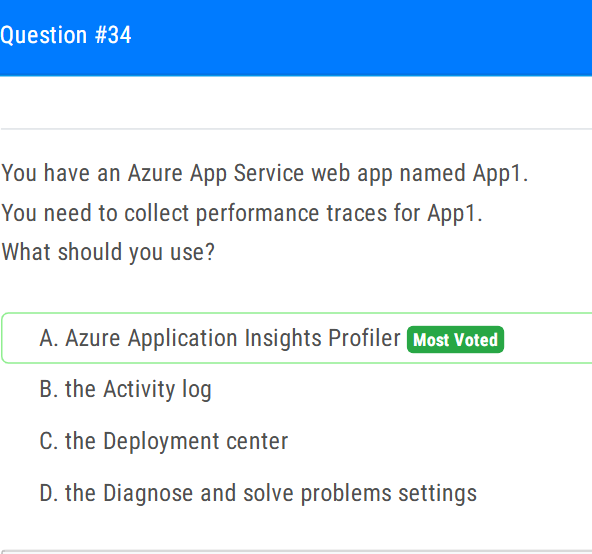 Question #34
You have an Azure App Service web app named App1.
You need to collect performance traces for App1.
What should you use?
A. Azure Application Insights Profiler Most Voted
B. the Activity log
C. the Deployment center
D. the Diagnose and solve problems settings